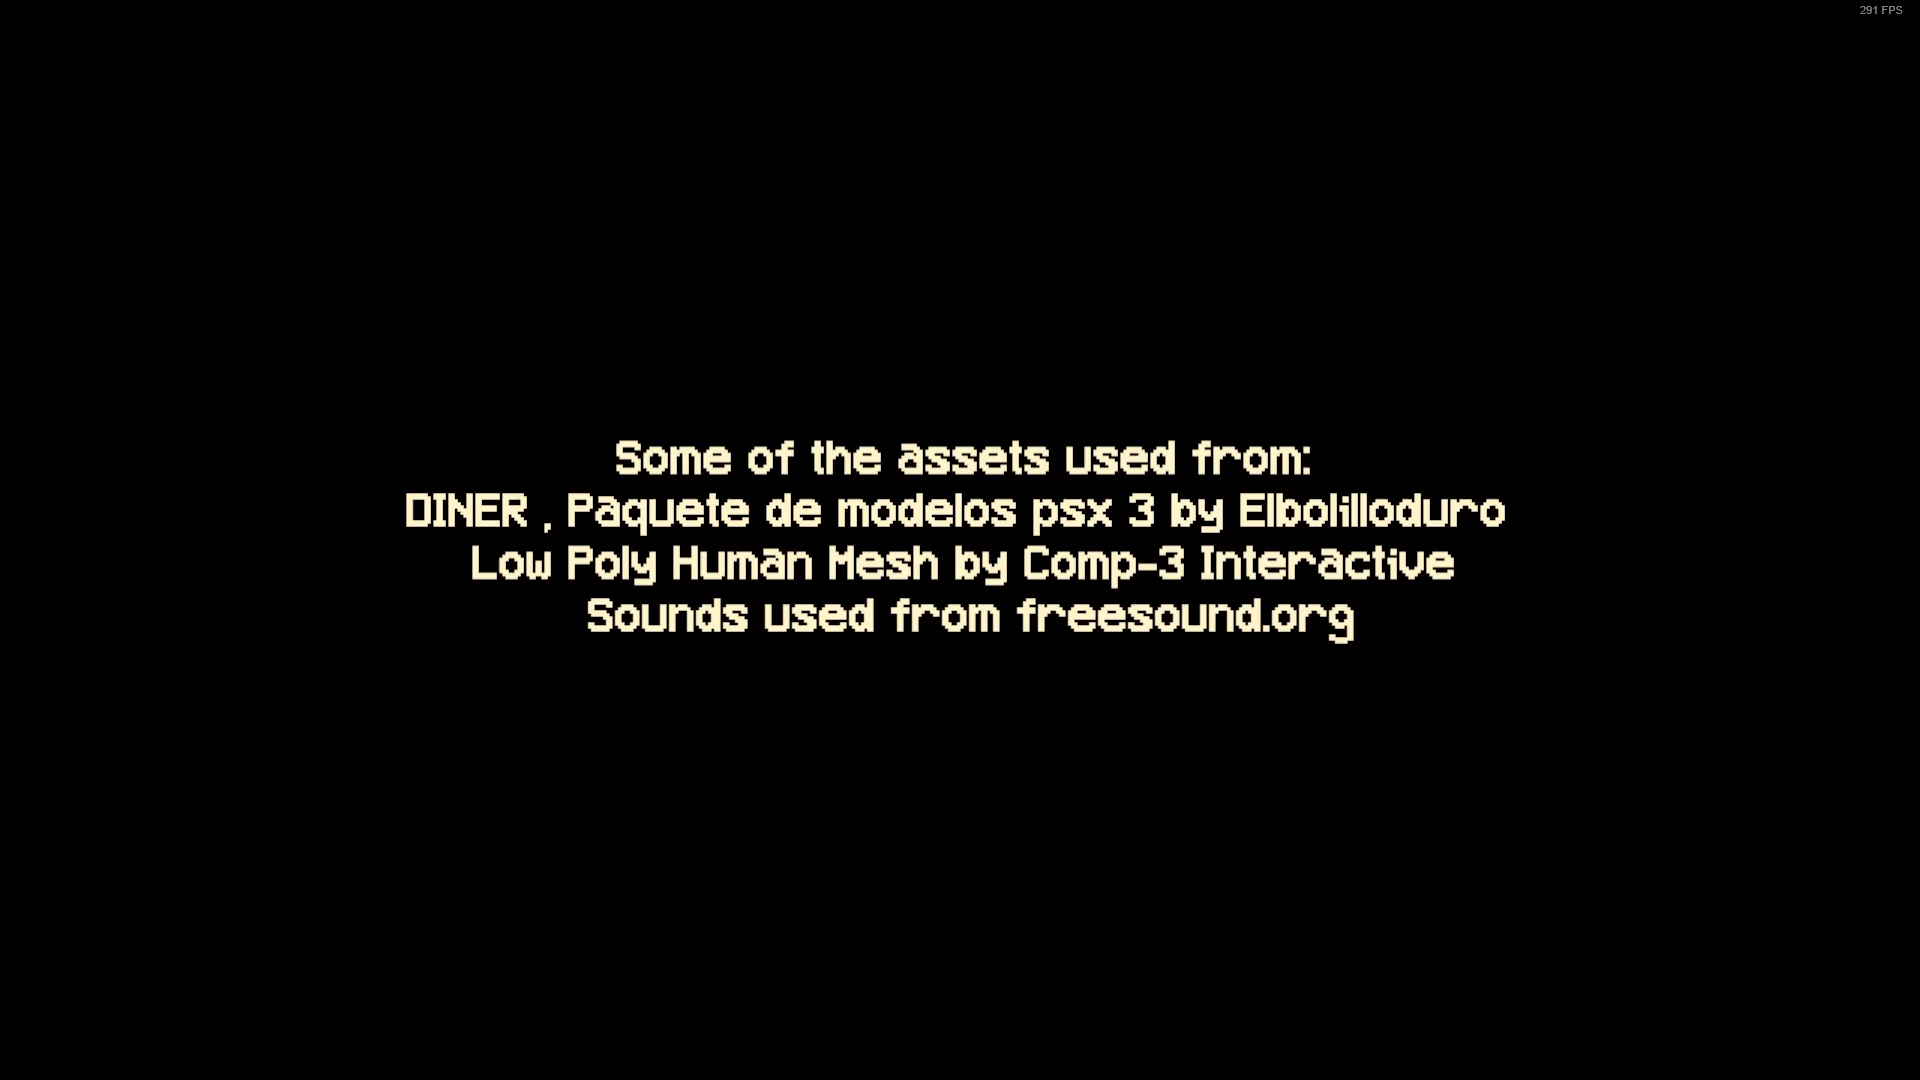 291 FPS
Some of the assets used from:
DINER , Paquete de modelos psx 3 by Elbolilloduro
Low Poly Human Mesh by Comp-3 Interactive
Sounds used from freesound.org